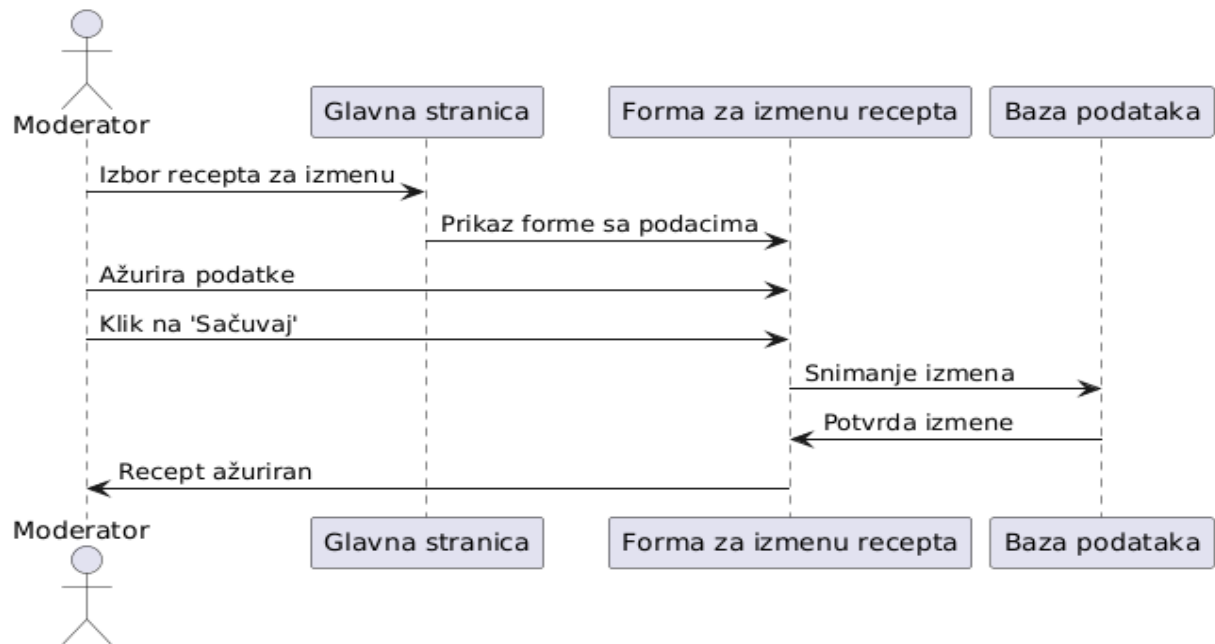 Moderator
Glavna stranica
Forma za izmenu recepta
Baza podataka
Izbor recepta za izmenu
Prikaz forme sa podacima
Ažurira podatke
Klik na 'Sačuvaj'
Snimanje izmena
Potvrda izmene
Recept ažuriran
Moderator
Glavna stranica
Forma za izmenu recepta
Baza podataka